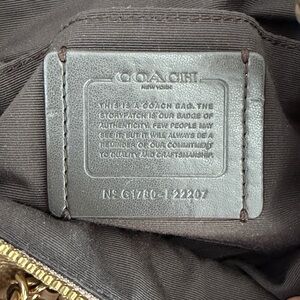 COACH
NEW YORK
THIS IS A COACH BAG. THE
STORYPATCH IS OUR BADGE OF
AUTHENTICITY. FEW PEOPLE MAY
SEE IT, BUT IT WILL ALWAYS BE A
REMINDER OF OUR COMMITMENT
TO QUALITY AND CRAFTSMANSHIP.
Nº G1780-F22207